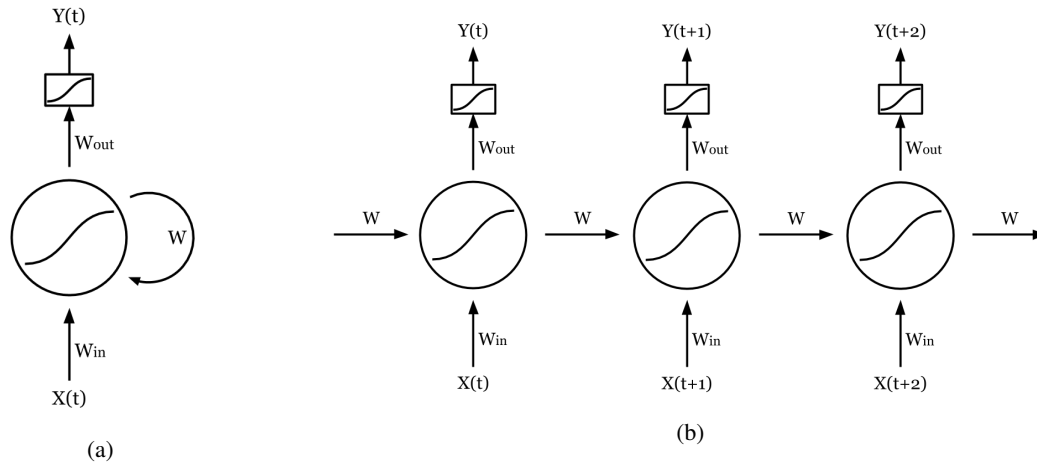 Y(t)
Wout
W
Win
X(t)
(a)
Y(t) Y(t+1) Y(t+2)
Wout Wout Wout
W W W W
Win Win Win
X(t) X(t+1) X(t+2)
(b)